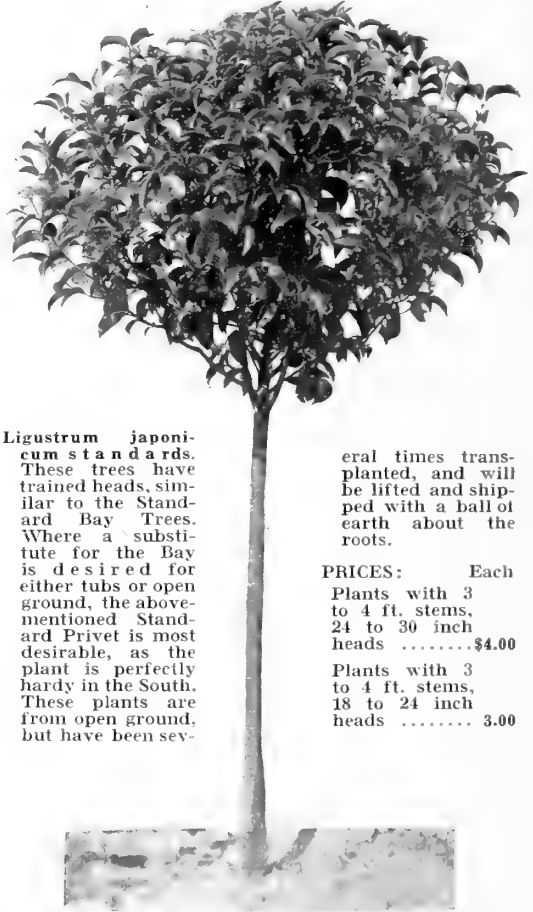 Ligustrum japoni-
cum standards.
These trees have
trained heads, sim-
ilar to the Stand-
ard Bay Trees.
Where a substi-
tute for the Bay
is desired for
either tubs or open
ground, the above-
mentioned Stand-
ard Privet is most
desirable, as the
plant is perfectly
hardy in the South.
These plants are
from open ground,
but have been sev-
eral times trans-
planted, and will
be lifted and ship-
ped with a ball of
earth about the
roots.
PRICES: Each
Plants with 3
to 4 ft. stems,
24 to 30 inch
heads ........$4.00
Plants with 3
to 4 ft. stems,
18 to 24 inch
heads ........ 3.00